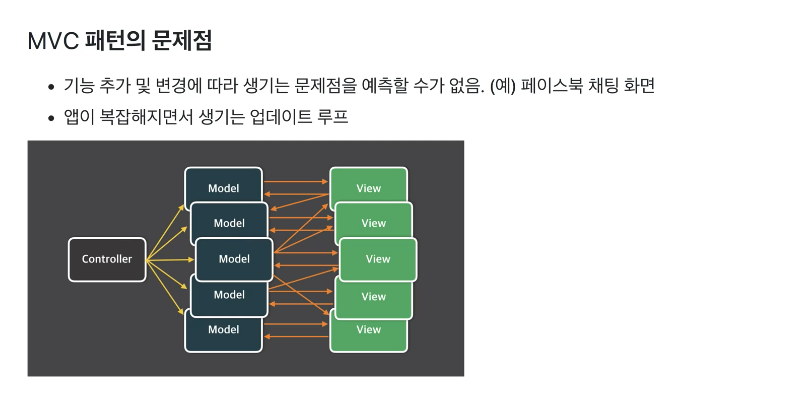 MVC 패턴의 문제점
기능 추가 및 변경에 따라 생기는 문제점을 예측할 수가 없음. (예) 페이스북 채팅 화면
앱이 복잡해지면서 생기는 업데이트 루프
Model
View
Model
View
Controller
Model
View
Model
View
Model
View